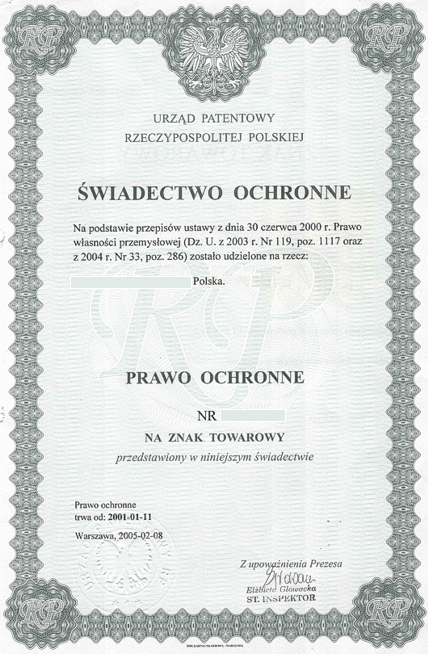 URZĄD PATENTOWY
RZECZYPOSPOLITEJ POLSKIEJ
ŚWIADECTWO OCHRONNE
Na podstawie przepisów ustawy z dnia 30 czerwca 2000 r. Prawo
własności przemysłowej (Dz. U. z 2003 r. Nr 119, poz. 1117 oraz
z 2004 r. Nr 33, poz. 286) zostało udzielone na rzecz:
Polska.
PRAWO OCHRONNE
NR
NA ZNAK TOWAROWY
przedstawiony w niniejszym świadectwie
Prawo ochronne
trwa od: 2001-01-11
Warszawa, 2005-02-08
Z upoważnienia Prezesa
Elżbieta Głowacka
ST. INSPEKTOR